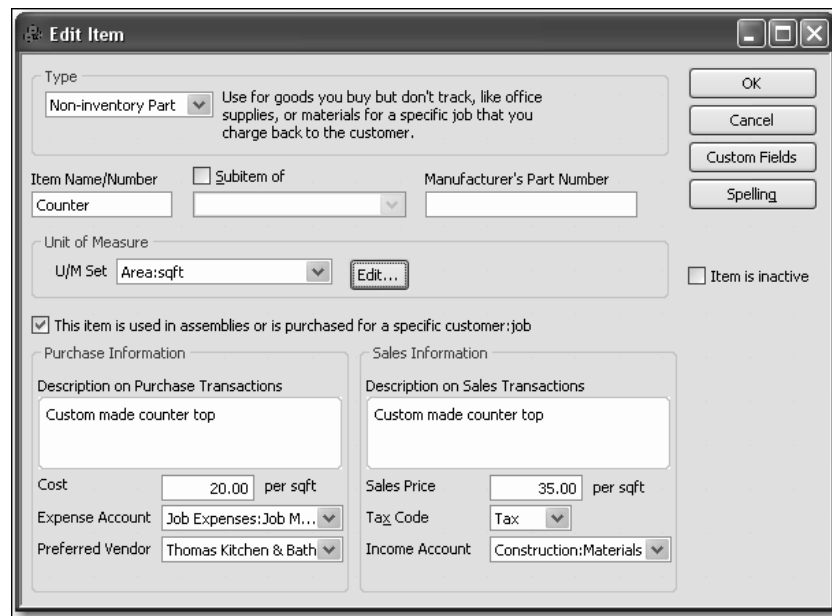 Edit Item
Type
Non-inventory Part
Use for goods you buy but don't track, like office
supplies, or materials for a specific job that you
charge back to the customer.
OK
Cancel
Custom Fields
Spelling
Item Name/Number
Subitem of
Manufacturer's Part Number
Counter
Unit of Measure
U/M Set
Area:sqft
Edit...
Item is inactive
This item is used in assemblies or is purchased for a specific customer:job
Purchase Information
Description on Purchase Transactions
Custom made counter top
Cost
20.00
per sqft
Expense Account
Job Expenses:Job M...
Preferred Vendor
Thomas Kitchen & Bath
Sales Information
Description on Sales Transactions
Custom made counter top
Sales Price
35.00
per sqft
Tax Code
Tax
Income Account
Construction:Materials